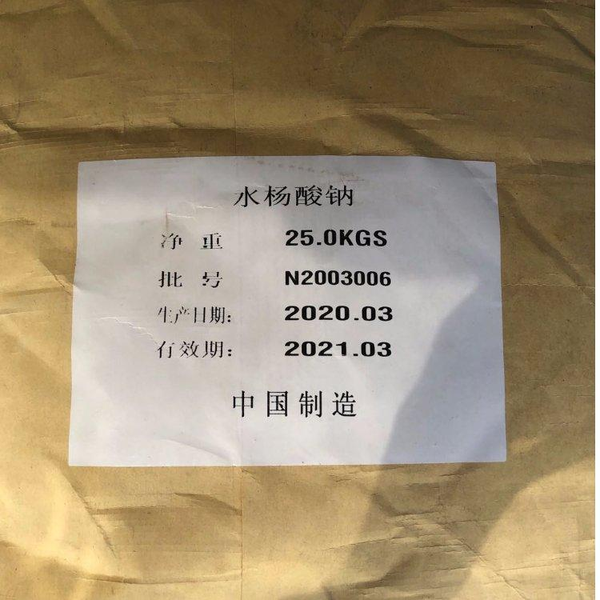 水杨酸钠
净 重 25.0KGS
批 号 N2003006
生产日期: 2020.03
有效期: 2021.03
中国制造